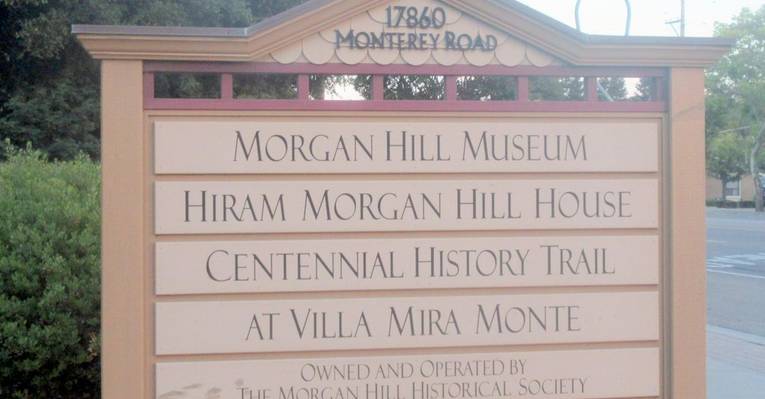 17860
MONTEREY ROAD
MORGAN HILL MUSEUM
HIRAM MORGAN HILL HOUSE
CENTENNIAL HISTORY TRAIL
AT VILLA MIRA MONTE
OWNED AND OPERATED BY
THE MORGAN HILL HISTORICAL SOCIETY